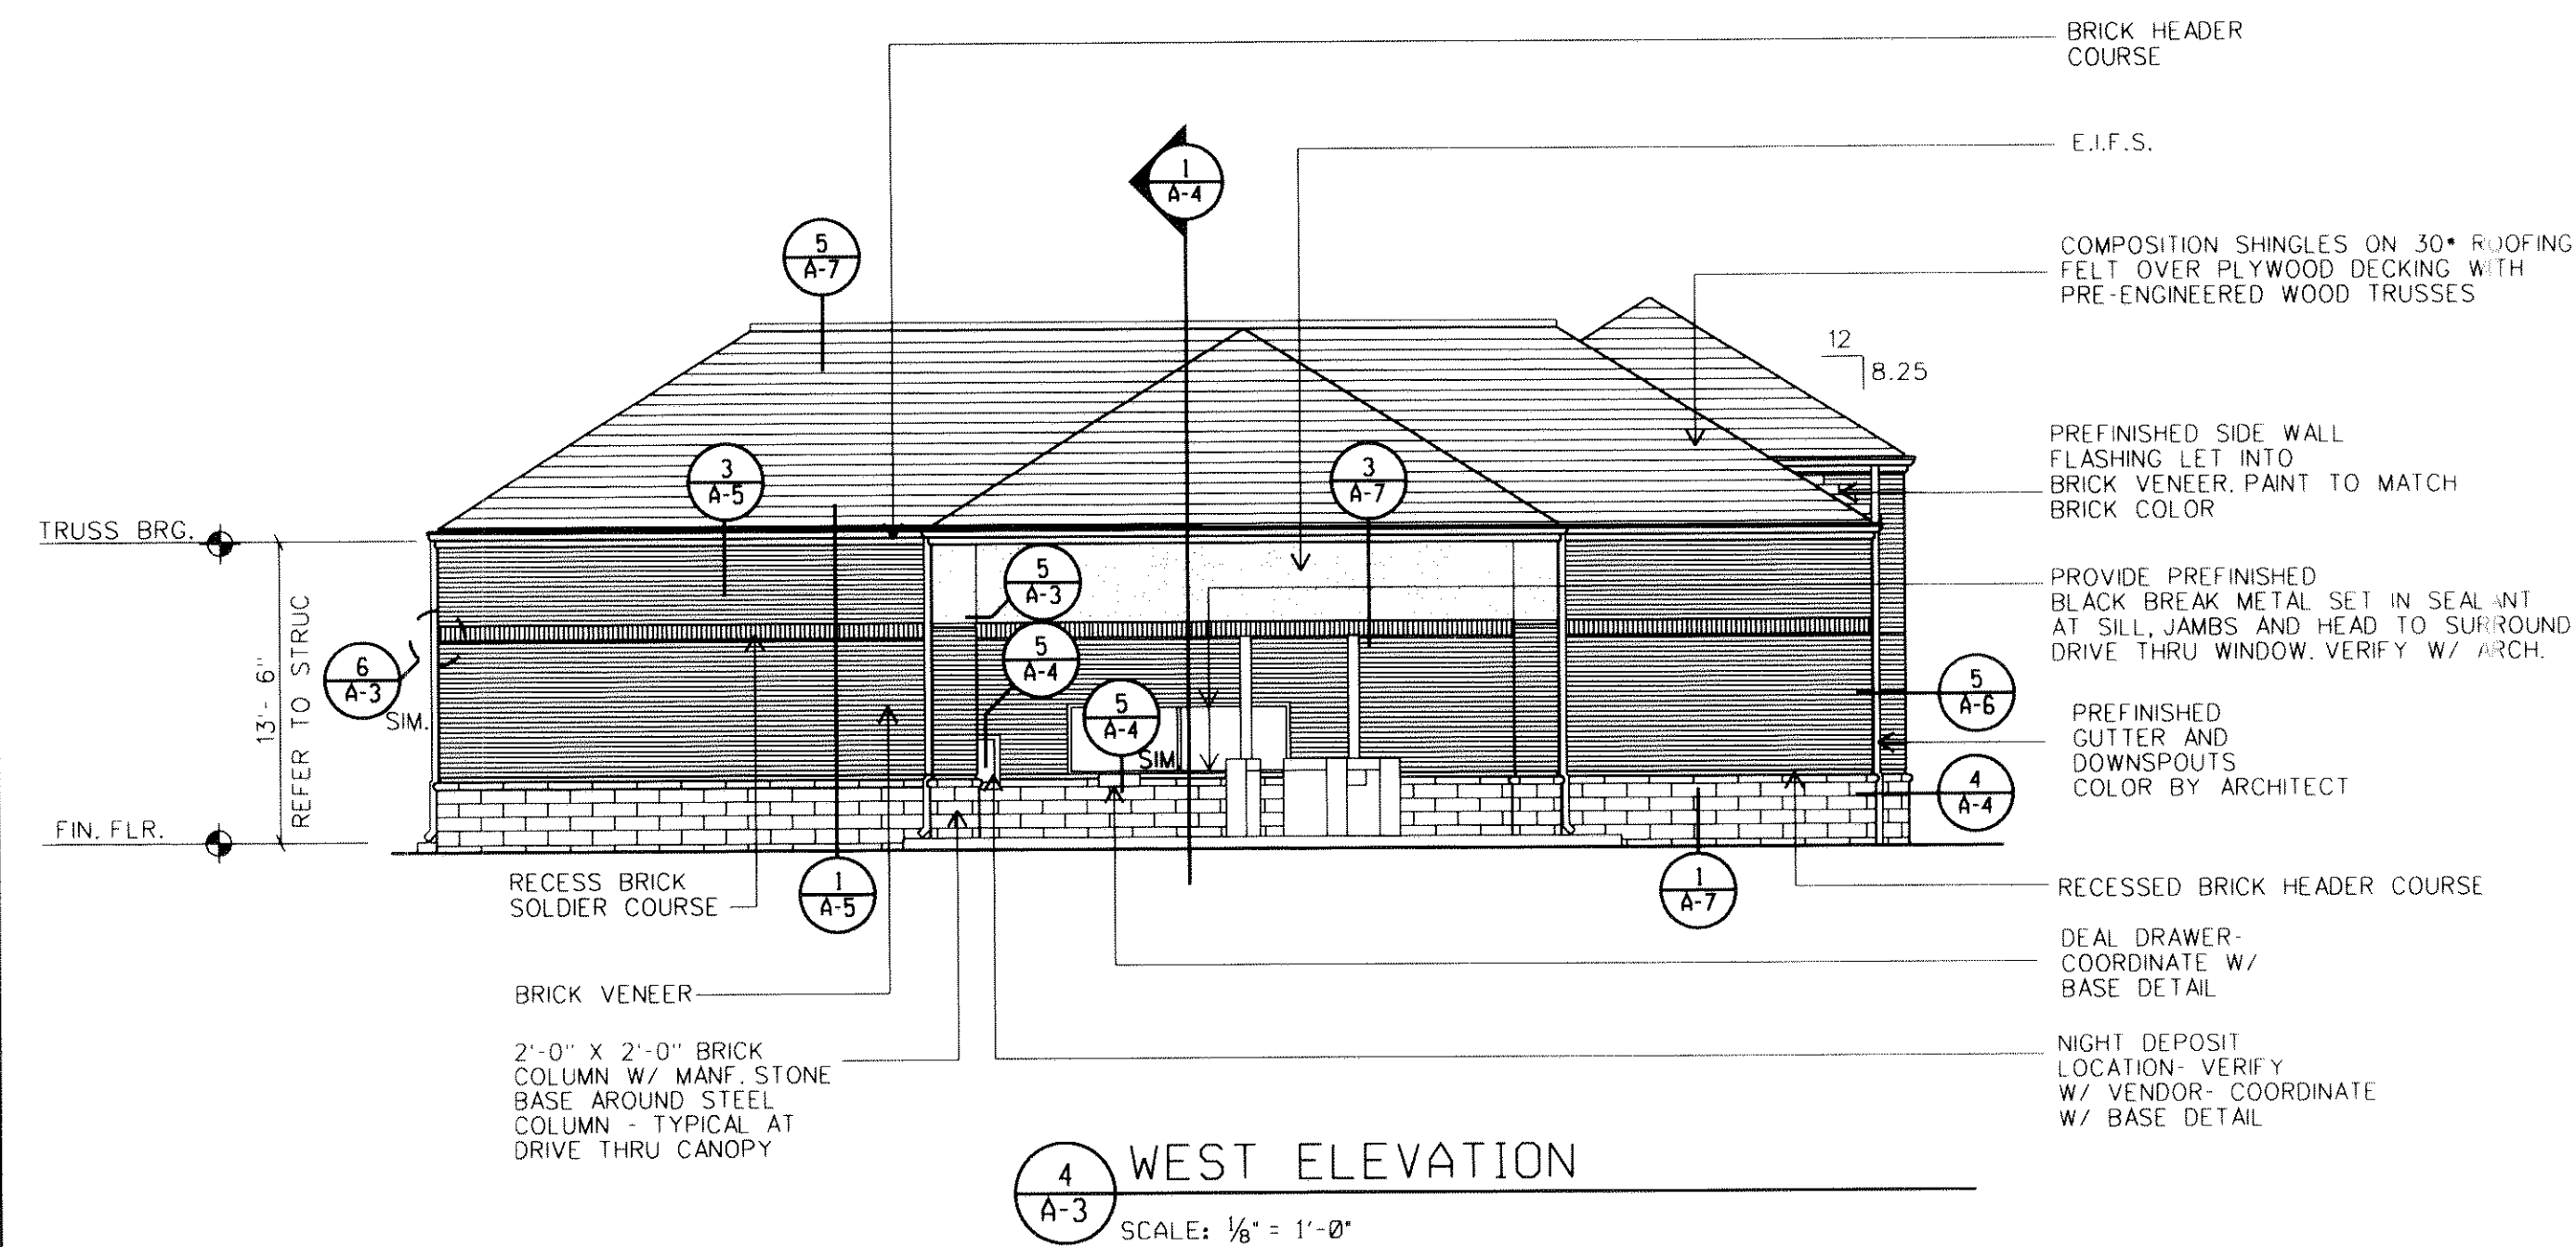 BRICK HEADER
COURSE
E.I.F.S.
1
A-4
5
A-7
COMPOSITION SHINGLES ON 30# ROOFING
FELT OVER PLYWOOD DECKING WITH
PRE-ENGINEERED WOOD TRUSSES
12
8.25
PREFINISHED SIDE WALL
FLASHING LET INTO
BRICK VENEER. PAINT TO MATCH
BRICK COLOR
3
A-5
3
A-7
TRUSS BRG.
5
A-3
PROVIDE PREFINISHED
BLACK BREAK METAL SET IN SEALANT
AT SILL, JAMBS AND HEAD TO SURROUND
DRIVE THRU WINDOW. VERIFY W/ ARCH.
5
A-4
6
A-3
SIM.
13'-6"
REFER TO STRUC
5
A-4
SIM.
5
A-6
PREFINISHED
GUTTER AND
DOWNSPOUTS
COLOR BY ARCHITECT
4
A-4
FIN. FLR.
RECESS BRICK
SOLDIER COURSE
1
A-5
1
A-7
RECESSED BRICK HEADER COURSE
DEAL DRAWER-
COORDINATE W/
BASE DETAIL
BRICK VENEER
2'-0" X 2'-0" BRICK
COLUMN W/ MANF. STONE
BASE AROUND STEEL
COLUMN - TYPICAL AT
DRIVE THRU CANOPY
NIGHT DEPOSIT
LOCATION- VERIFY
W/ VENDOR- COORDINATE
W/ BASE DETAIL
4
A-3
WEST ELEVATION
SCALE: ⅛" = 1'-0"